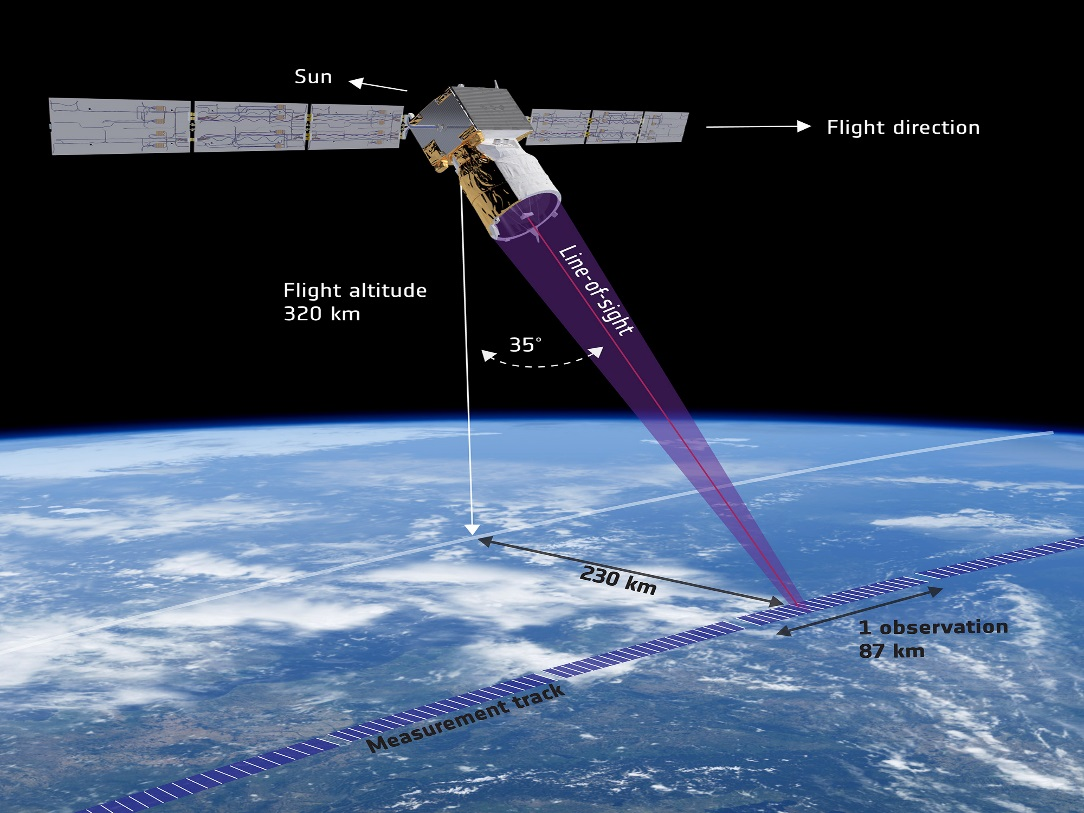 Sun
Flight direction
Line-of-sight
Flight altitude
320 km
35°
230 km
1 observation
87 km
Measurement track